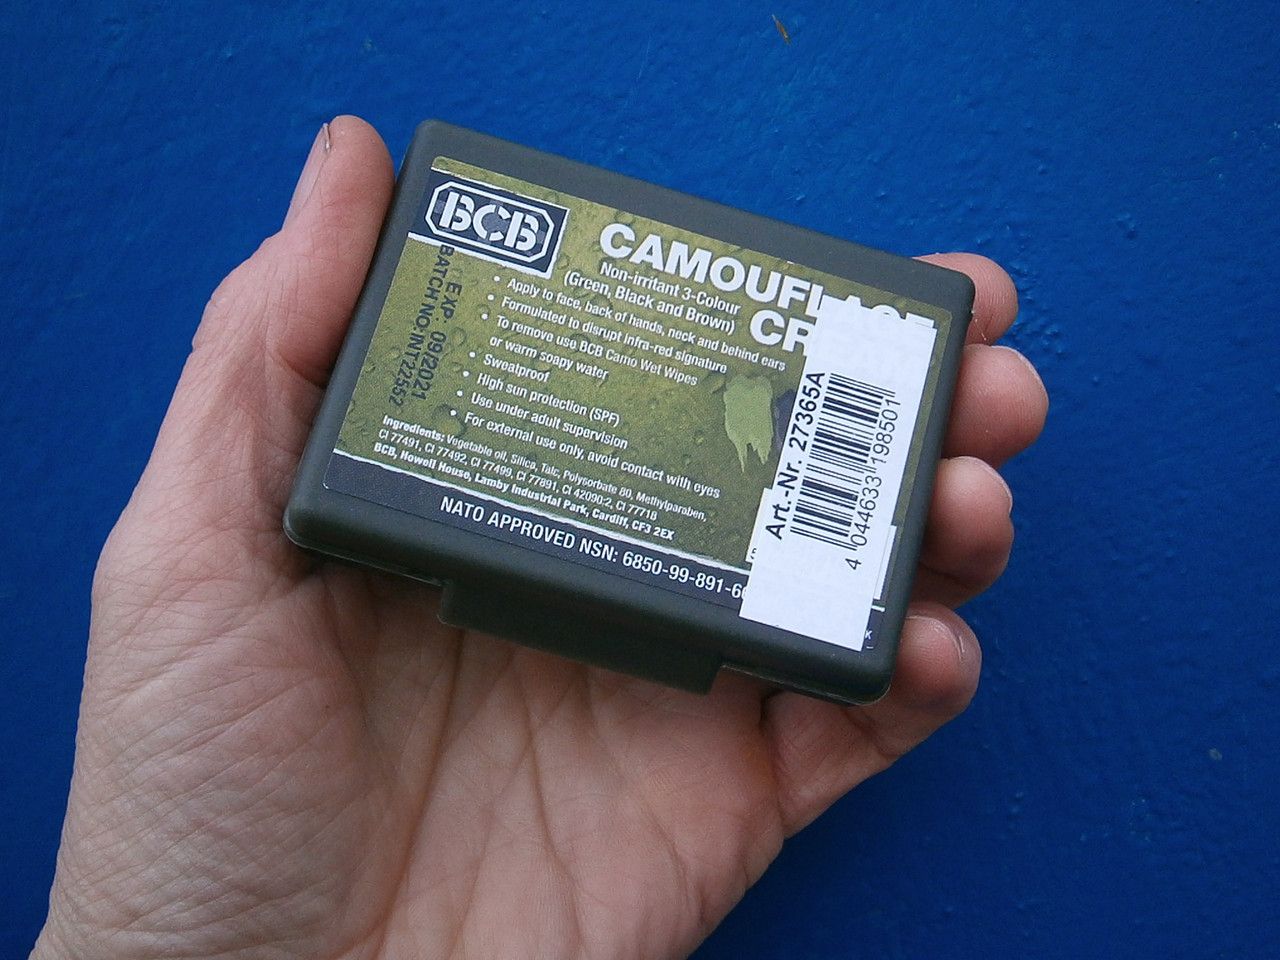 BCB
CAMOUFLAGE
CR
Non-irritant 3-Colour
(Green, Black and Brown)
• Apply to face, back of hands, neck and behind ears
• Formulated to disrupt infra-red signature
• To remove use BCB Camo Wet Wipes
or warm soapy water
• Sweatproof
• High sun protection (SPF)
• Use under adult supervision
• For external use only, avoid contact with eyes
Ingredients: Vegetable oil, Silica, Talc, Polysorbate 80, Methylparaben,
CI 77491, CI 77492, CI 77499, CI 77891, CI 42090:2, CI 77718
BCB, Howell House, Lamby Industrial Park, Cardiff, CF3 2EX
NATO APPROVED NSN: 6850-99-891-6
EXP 09/2021
BATCH NO:INT22552
Art.-Nr. 27365A
4 044633 198501